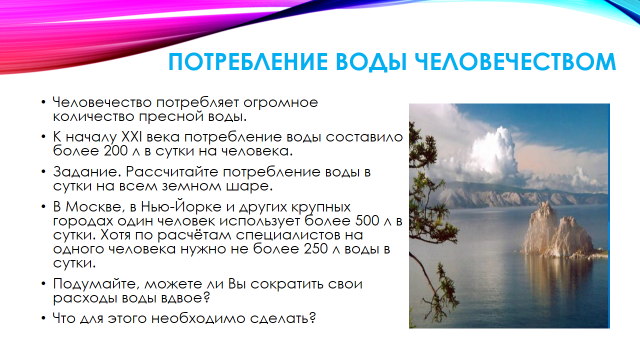 ПОТРЕБЛЕНИЕ ВОДЫ ЧЕЛОВЕЧЕСТВОМ
• Человечество потребляет огромное
количество пресной воды.
• К началу XXI века потребление воды составило
более 200 л в сутки на человека.
• Задание. Рассчитайте потребление воды в
сутки на всем земном шаре.
• В Москве, в Нью-Йорке и других крупных
городах один человек использует более 500 л в
сутки. Хотя по расчётам специалистов на
одного человека нужно не более 250 л воды в
сутки.
• Подумайте, можете ли Вы сократить свои
расходы воды вдвое?
• Что для этого необходимо сделать?